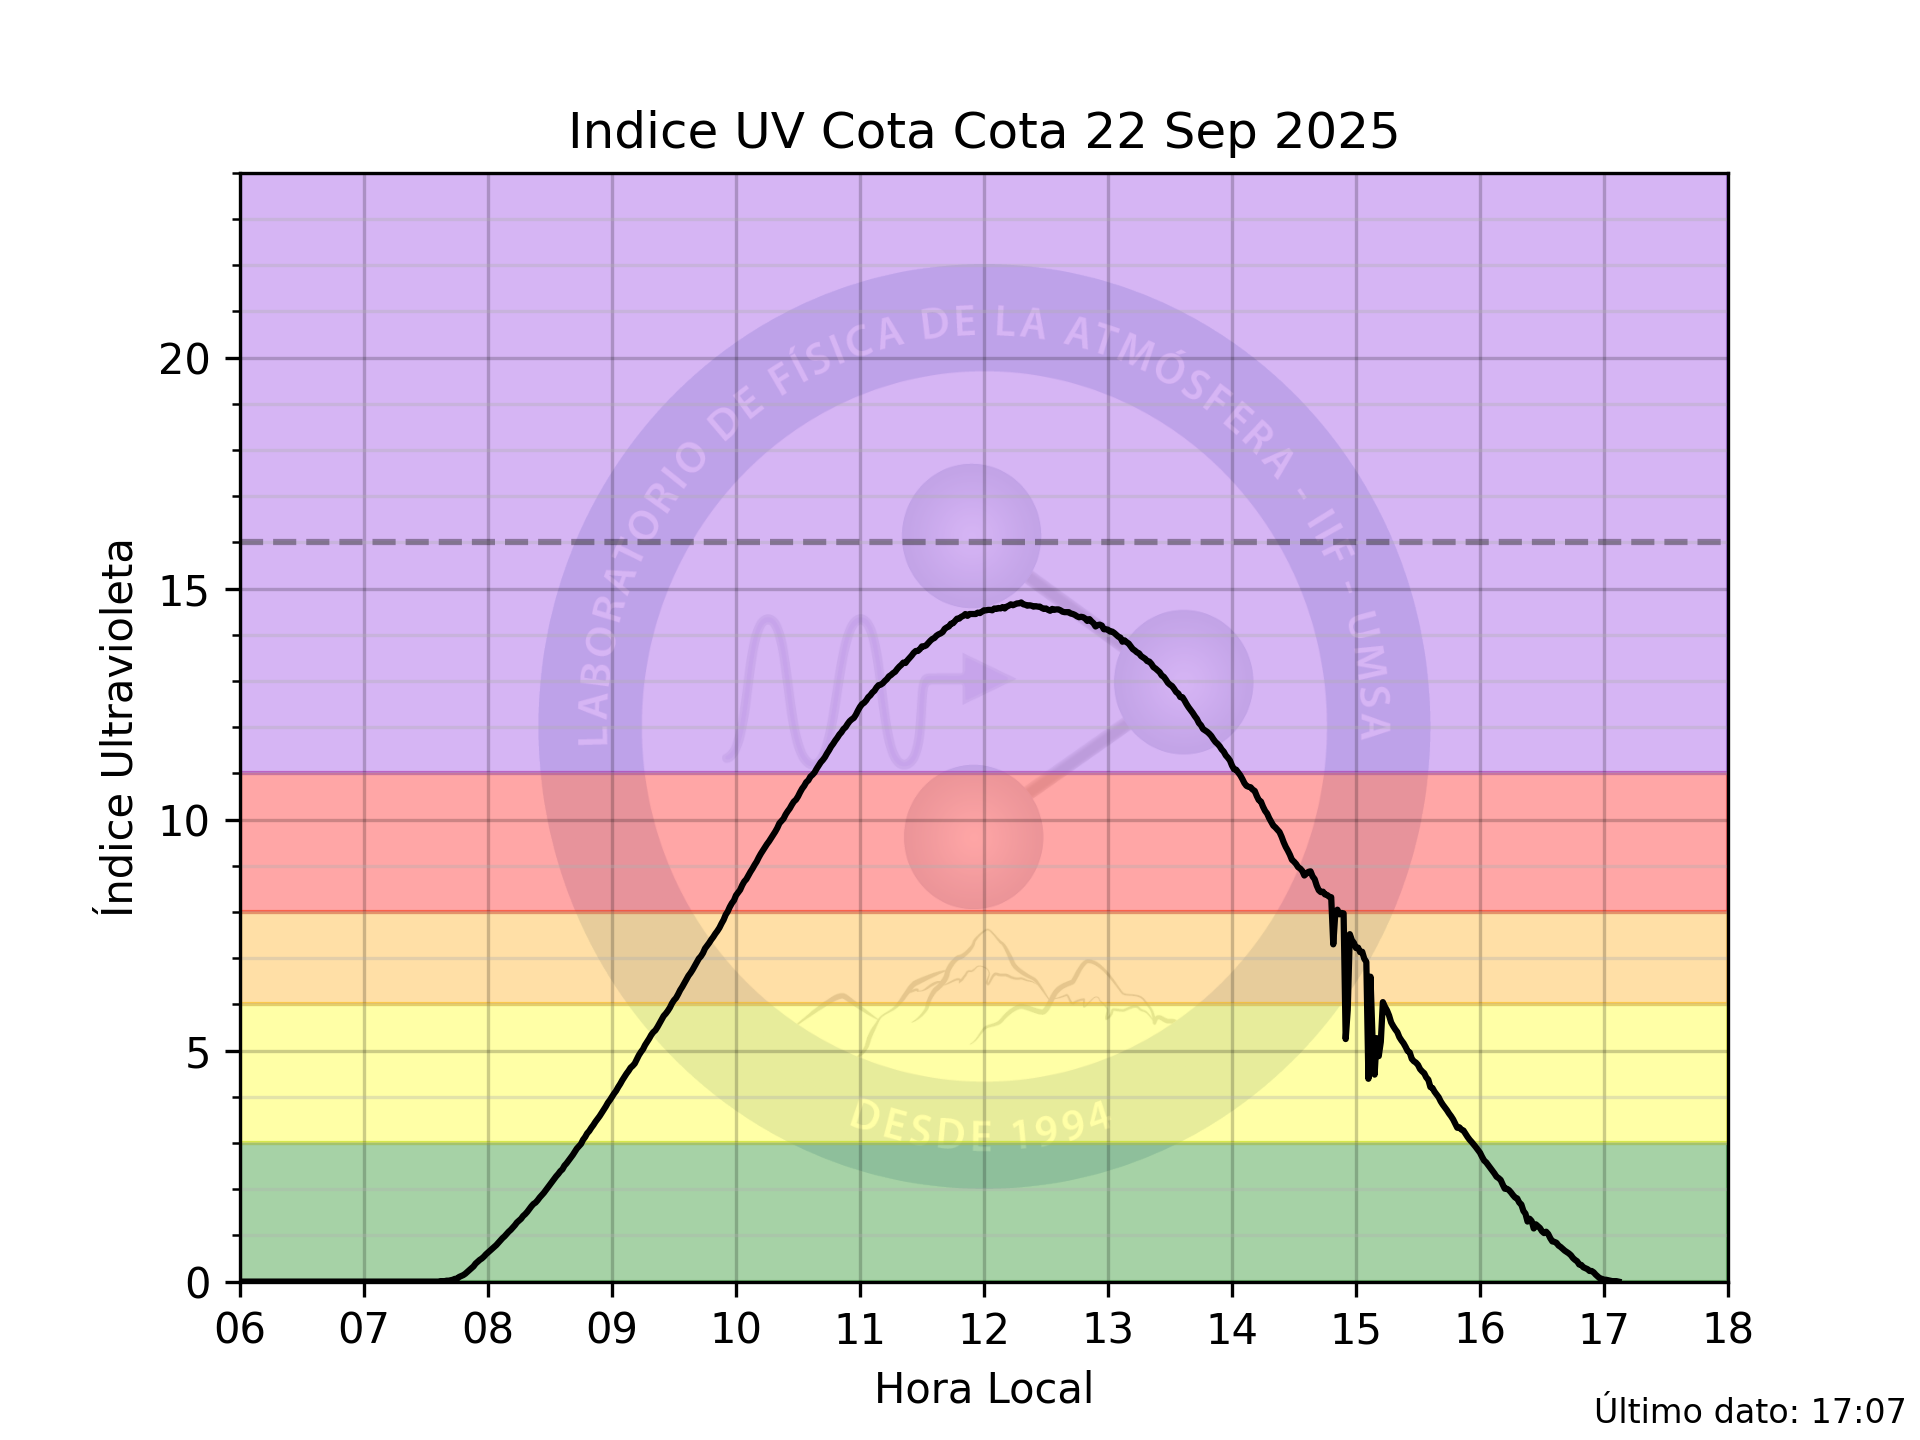 Indice UV Cota Cota 22 Sep 2025
LABORATORIO DE FÍSICA DE LA ATMÓSFERA - IIF - UMSA
DESDE 1994
Índice Ultravioleta
20
15
10
5
0
06 07 08 09 10 11 12 13 14 15 16 17 18
Hora Local
Último dato: 17:07